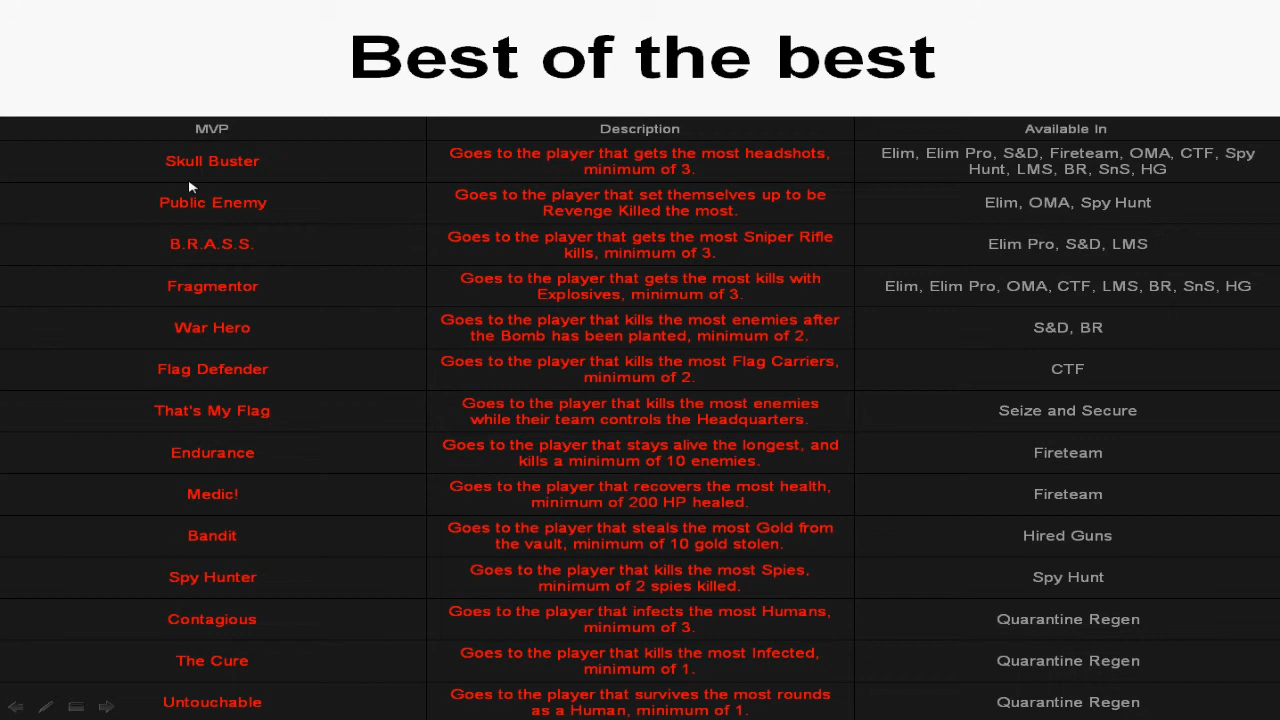 Best of the best
MVP Description Available In
Skull Buster Goes to the player that gets the most headshots, minimum of 3. Elim, Elim Pro, S&D, Fireteam, OMA, CTF, Spy Hunt, LMS, BR, SnS, HG
Public Enemy Goes to the player that set themselves up to be Revenge Killed the most. Elim, OMA, Spy Hunt
B.R.A.S.S. Goes to the player that gets the most Sniper Rifle kills, minimum of 3. Elim Pro, S&D, LMS
Fragmentor Goes to the player that gets the most kills with Explosives, minimum of 3. Elim, Elim Pro, OMA, CTF, LMS, BR, SnS, HG
War Hero Goes to the player that kills the most enemies after the Bomb has been planted, minimum of 2. S&D, BR
Flag Defender Goes to the player that kills the most Flag Carriers, minimum of 2. CTF
That's My Flag Goes to the player that kills the most enemies while their team controls the Headquarters. Seize and Secure
Endurance Goes to the player that stays alive the longest, and kills a minimum of 10 enemies. Fireteam
Medic! Goes to the player that recovers the most health, minimum of 200 HP healed. Fireteam
Bandit Goes to the player that steals the most Gold from the vault, minimum of 10 gold stolen. Hired Guns
Spy Hunter Goes to the player that kills the most Spies, minimum of 2 spies killed. Spy Hunt
Contagious Goes to the player that infects the most Humans, minimum of 3. Quarantine Regen
The Cure Goes to the player that kills the most Infected, minimum of 1. Quarantine Regen
Untouchable Goes to the player that survives the most rounds as a Human, minimum of 1. Quarantine Regen